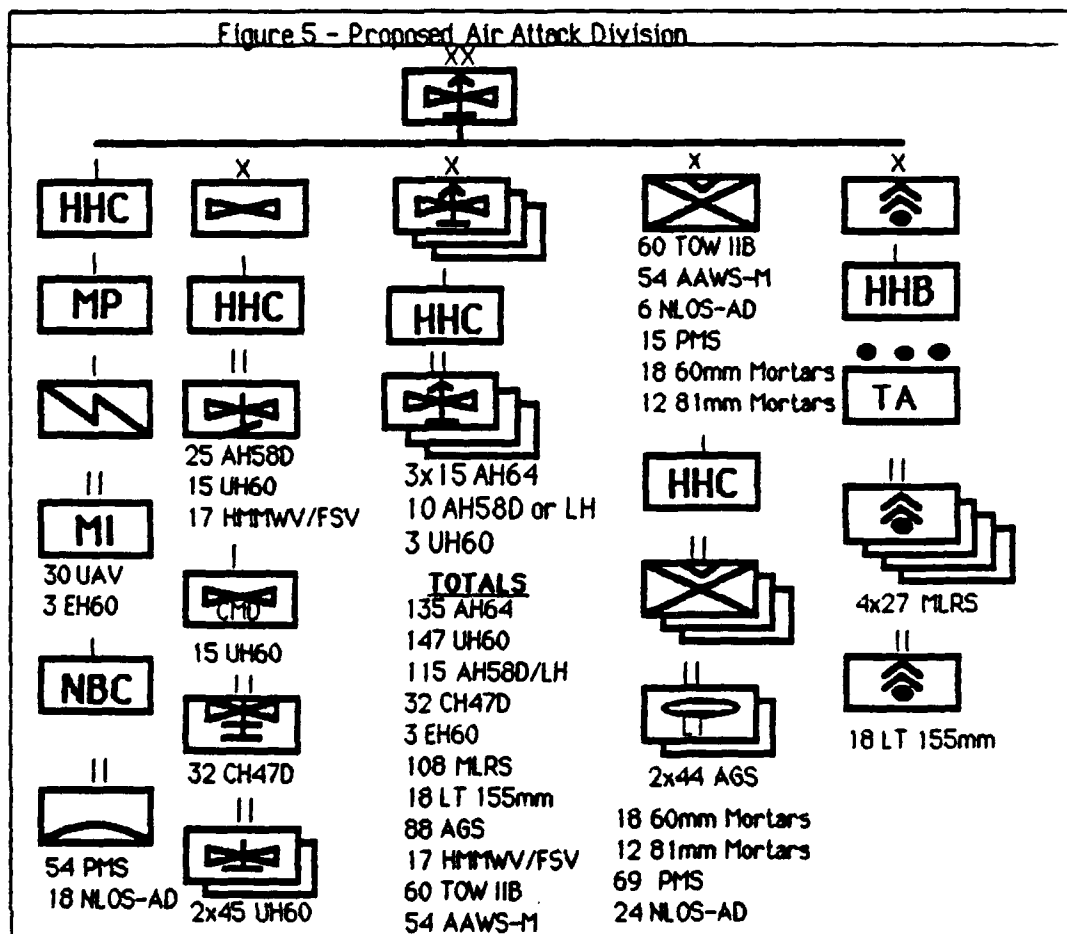 Figure 5 - Proposed Air Attack Division
XX
I
HHC
I
MP
II
MI
30 UAV
3 EH60
I
NBC
II
54 PMS
18 NLOS-AD
X
I
HHC
II
25 AH58D
15 UH60
17 HMMWV/FSV
I
CMD
15 UH60
II
32 CH47D
II
2x45 UH60
X
I
HHC
II
3x15 AH64
10 AH58D or LH
3 UH60
TOTALS
135 AH64
147 UH60
115 AH58D/LH
32 CH47D
3 EH60
108 MLRS
18 LT 155mm
88 AGS
17 HMMWV/FSV
60 TOW IIB
54 AAWS-M
X
60 TOW IIB
54 AAWS-M
6 NLOS-AD
15 PMS
18 60mm Mortars
12 81mm Mortars
I
HHC
II
II
LT
2x44 AGS
18 60mm Mortars
12 81mm Mortars
69 PMS
24 NLOS-AD
X
I
HHB
TA
II
4x27 MLRS
II
18 LT 155mm